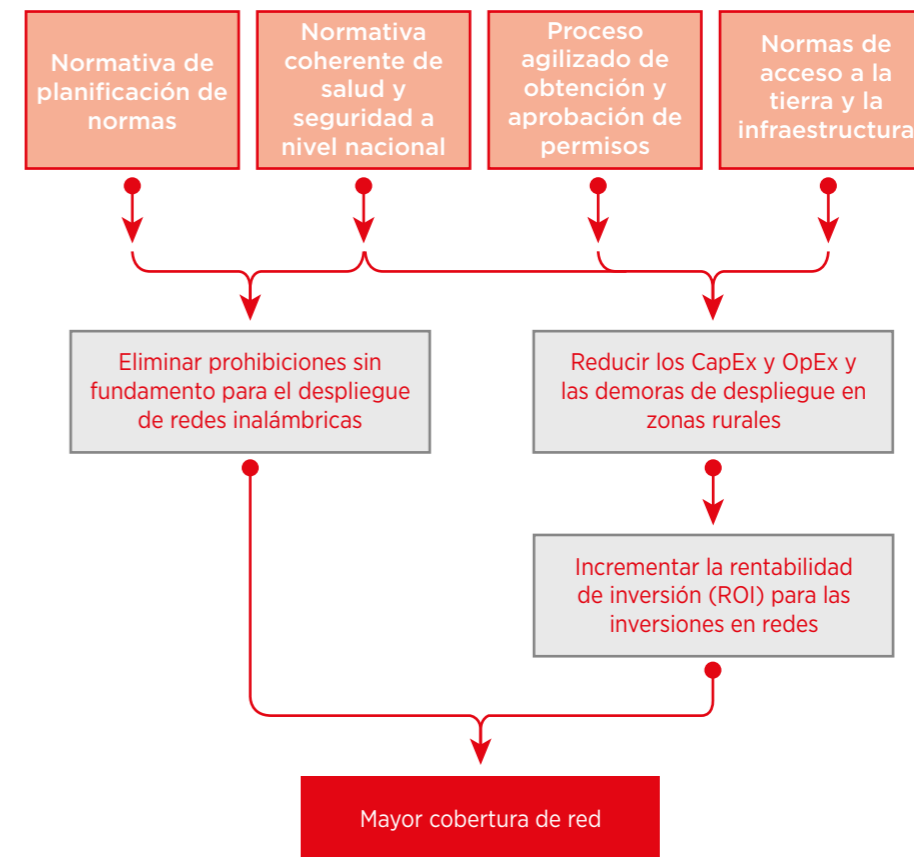 Normativa de
planificación de
normas
Normativa
coherente de
salud y
seguridad a
nivel nacional
Proceso
agilizado de
obtención y
aprobación de
permisos
Normas de
acceso a la
tierra y la
infraestructura
Eliminar prohibiciones sin
fundamento para el despliegue
de redes inalámbricas
Reducir los CapEx y OpEx y
las demoras de despliegue en
zonas rurales
Incrementar la rentabilidad
de inversión (ROI) para las
inversiones en redes
Mayor cobertura de red